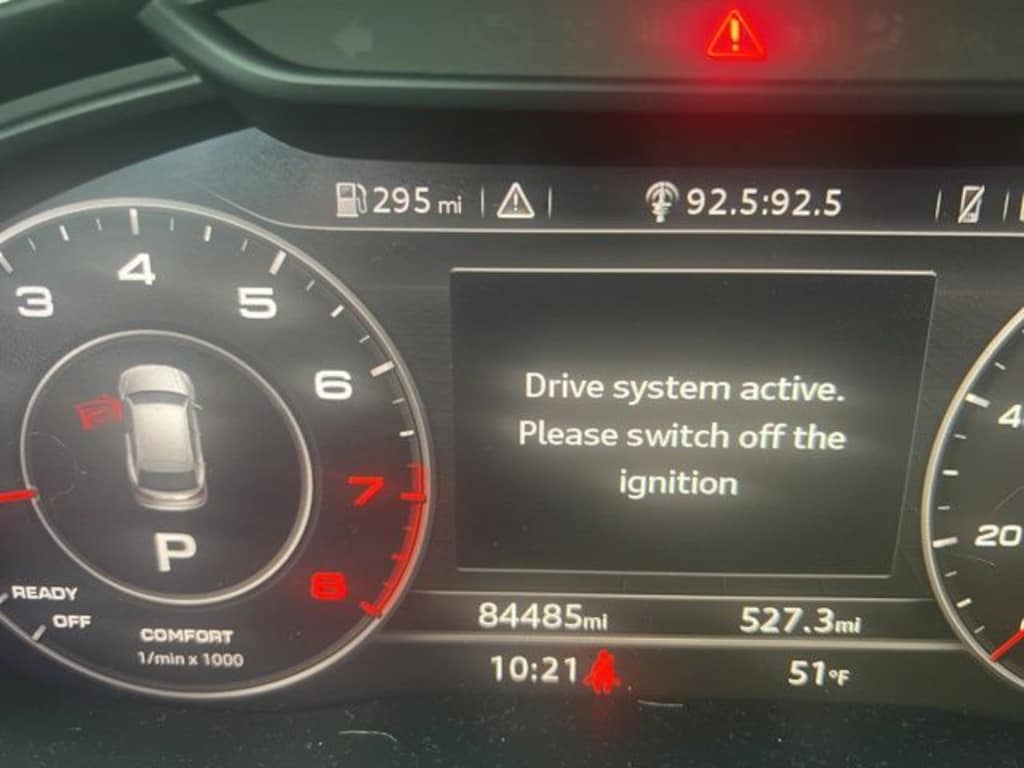 295 mi
92.5:92.5
3
4
5
6
7
8
P
READY
OFF
COMFORT
1/min x 1000
Drive system active.
Please switch off the
ignition
84485mi
527.3mi
10:21
51°F
20